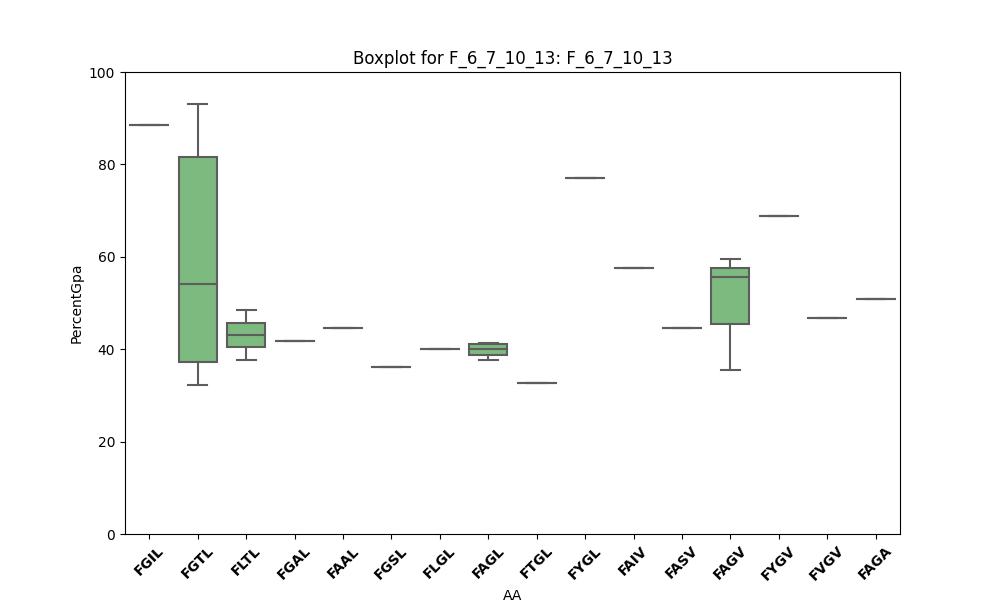 Boxplot for F_6_7_10_13: F_6_7_10_13
PercentGpa
100
80
60
40
20
0
FGIL FGTL FLTL FGAL FAAL FGSL FLGL FAGL FTGL FYGL FAIV FASV FAGV FYGV FVGV FAGA
AA